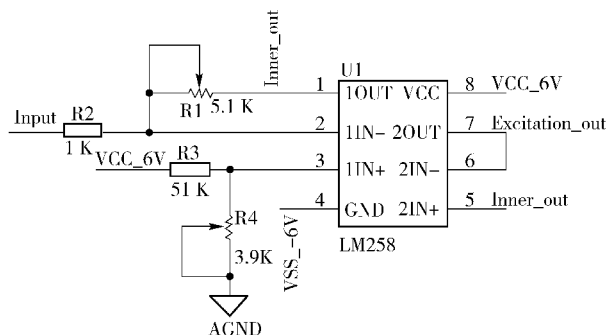 Inner_out
U1
R1
5.1 K
1
1OUT
VCC
8
VCC_6V
Input
R2
1 K
2
1IN-
2OUT
7
Excitation_out
VCC_6V
R3
51 K
3
1IN+
2IN-
6
R4
3.9K
VSS_-6V
4
GND
2IN+
5
Inner_out
LM258
AGND